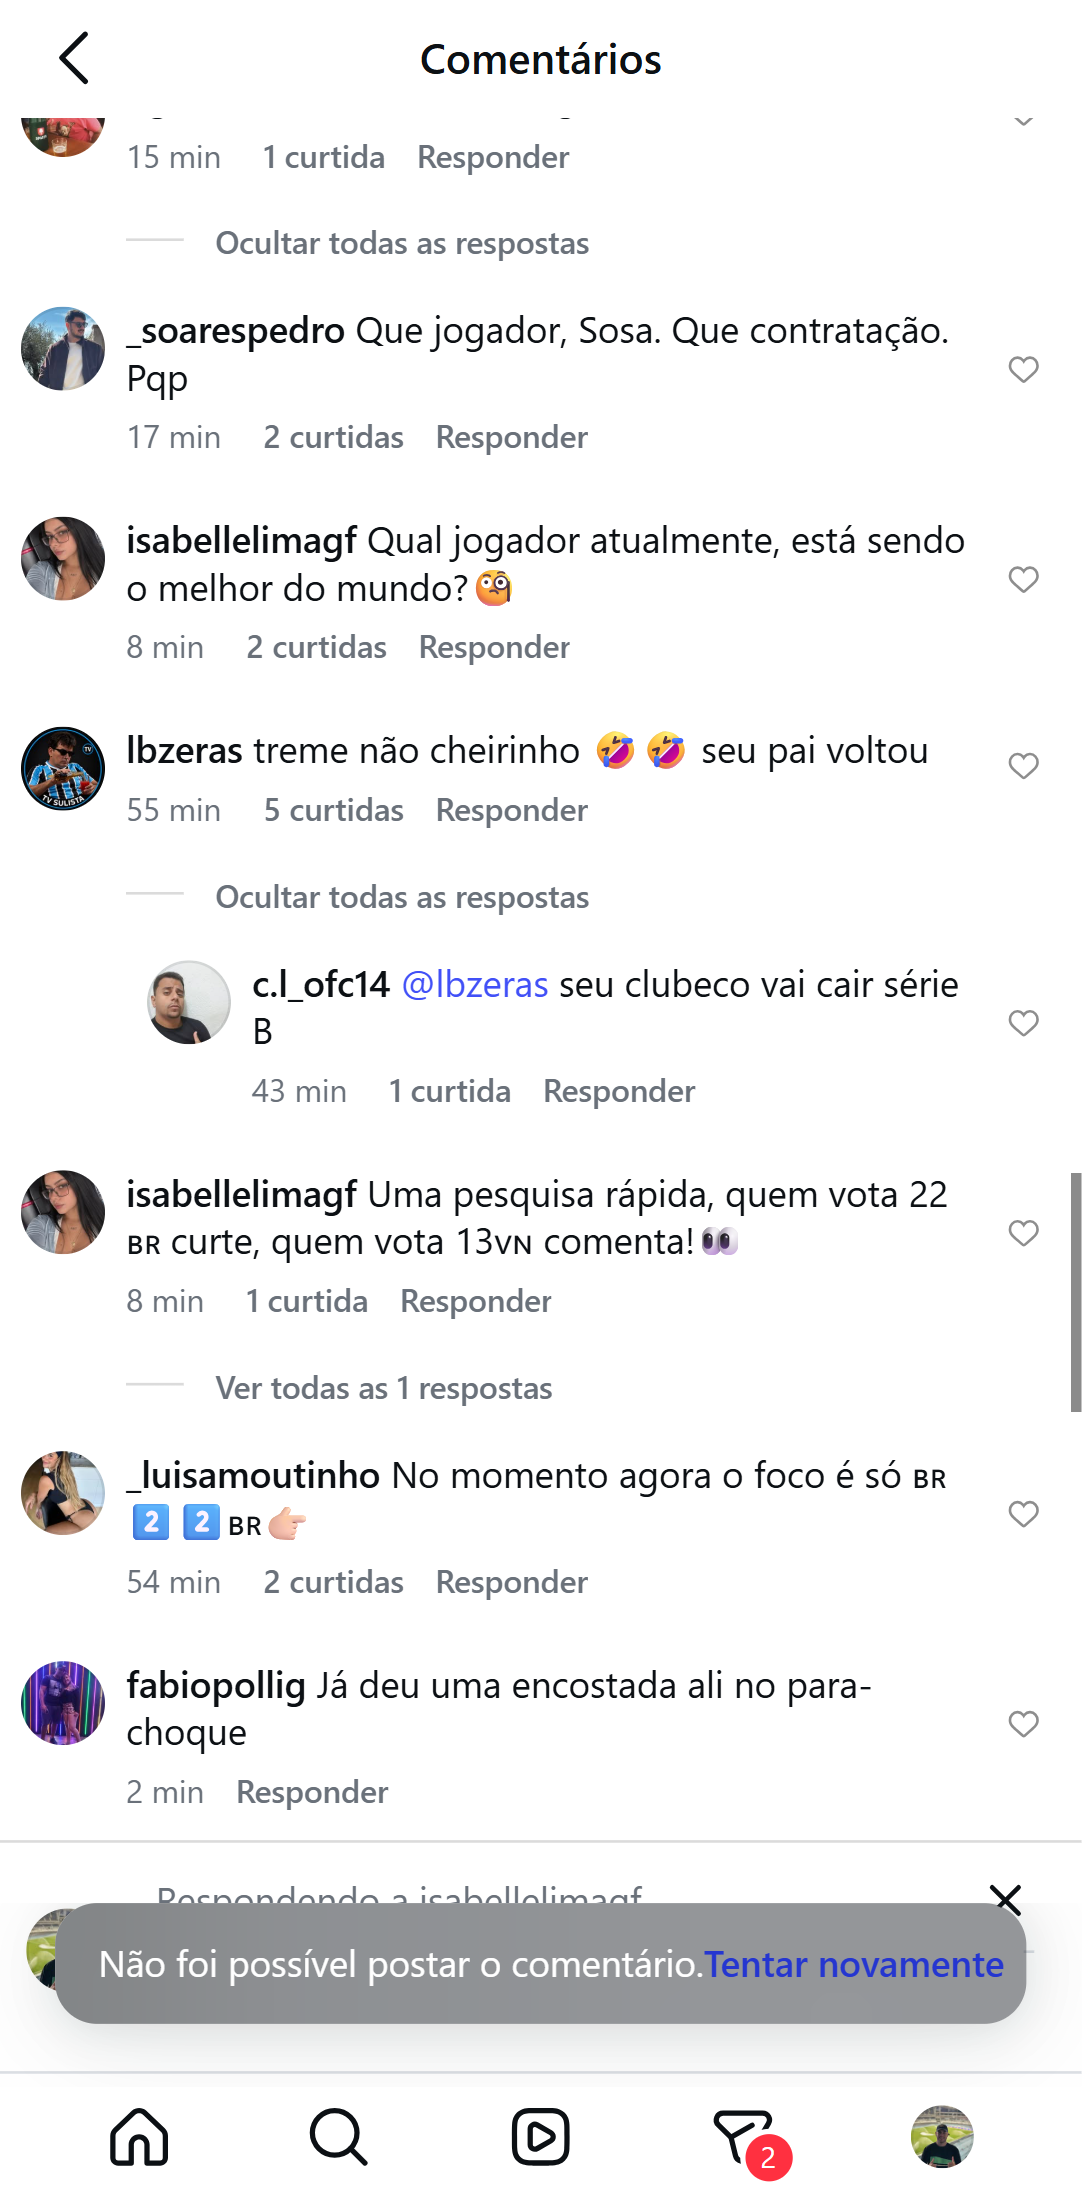 Comentários
15 min 1 curtida Responder
Ocultar todas as respostas
_soarespedro Que jogador, Sosa. Que contratação.
Pqp
17 min 2 curtidas Responder
isabellelimagf Qual jogador atualmente, está sendo
o melhor do mundo?🧐
8 min 2 curtidas Responder
lbzeras treme não cheirinho 🤣🤣 seu pai voltou
TV SULISTA
55 min 5 curtidas Responder
Ocultar todas as respostas
c.l_ofc14 @lbzeras seu clubeco vai cair série
B
43 min 1 curtida Responder
isabellelimagf Uma pesquisa rápida, quem vota 22
BR curte, quem vota 13VN comenta!👀
8 min 1 curtida Responder
Ver todas as 1 respostas
_luisamoutinho No momento agora o foco é só BR
2️⃣2️⃣BR👉🏻
54 min 2 curtidas Responder
fabiopollig Já deu uma encostada ali no para-
choque
2 min Responder
Respondendo a isabellelimagf
Não foi possível postar o comentário.Tentar novamente
2